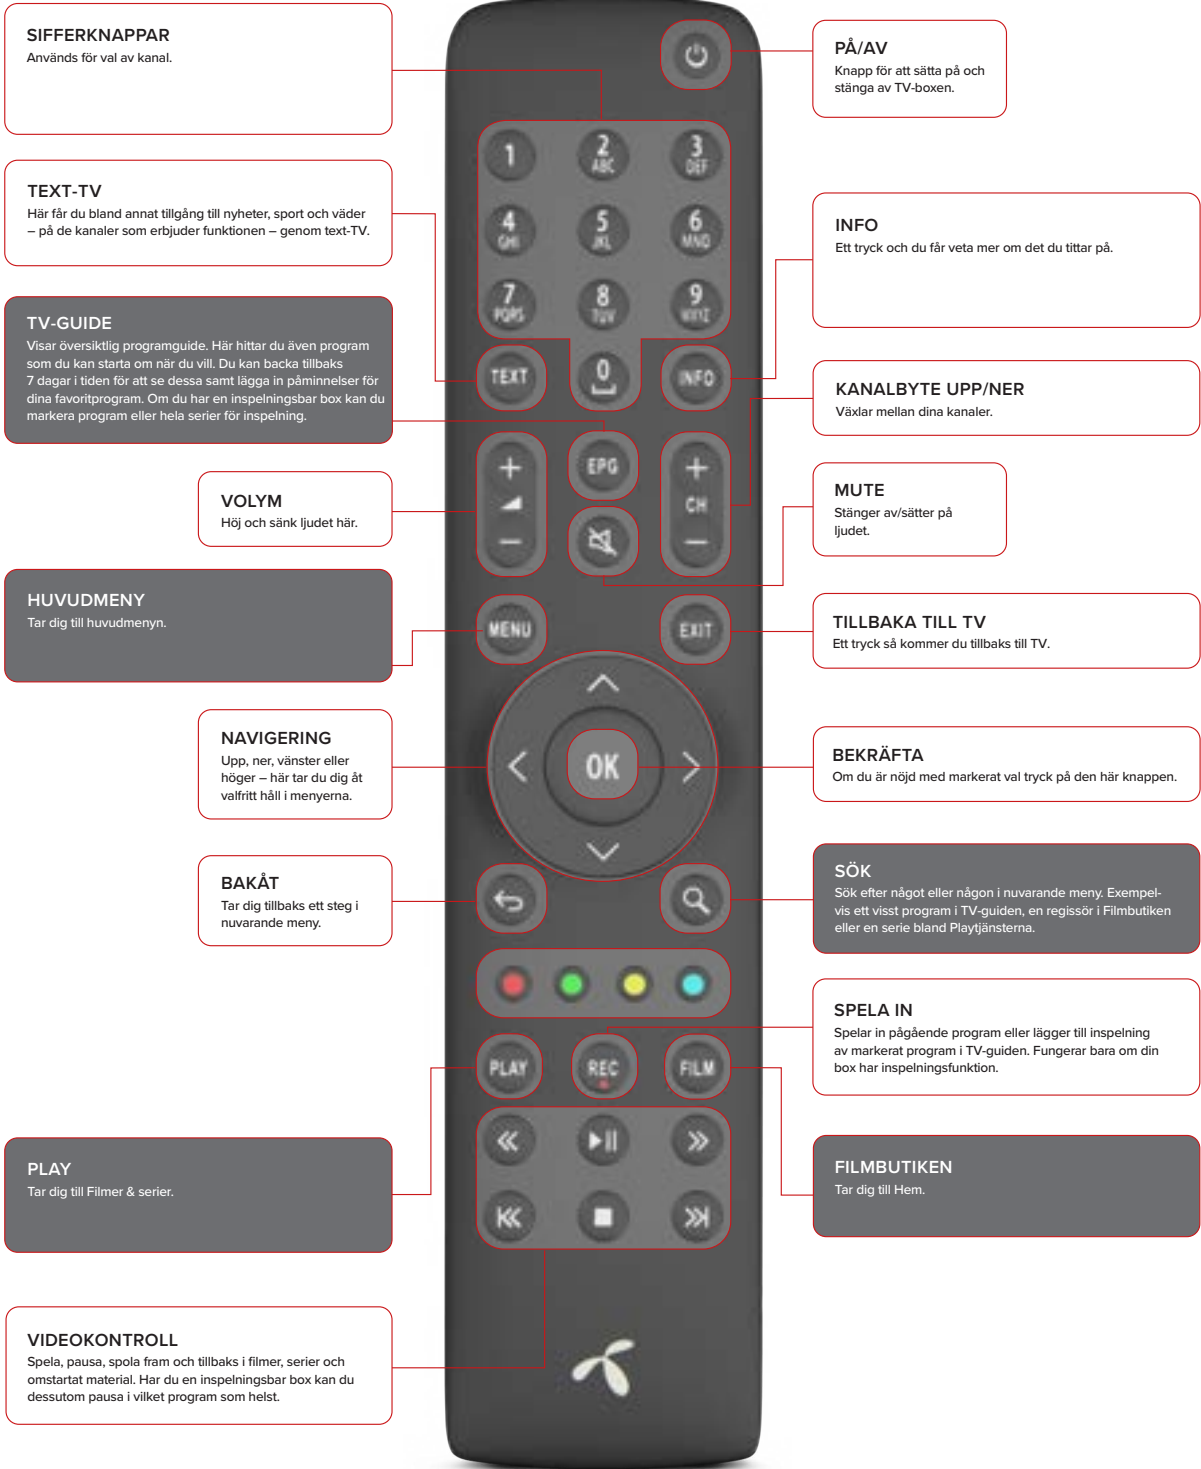 SIFFERKNAPPAR
Används för val av kanal.
TEXT-TV
Här får du bland annat tillgång till nyheter, sport och väder
– på de kanaler som erbjuder funktionen – genom text-TV.
TV-GUIDE
Visar översiktlig programguide. Här hittar du även program
som du kan starta om när du vill. Du kan backa tillbaks
7 dagar i tiden för att se dessa samt lägga in påminnelser för
dina favoritprogram. Om du har en inspelningsbar box kan du
markera program eller hela serier för inspelning.
VOLYM
Höj och sänk ljudet här.
HUVUDMENY
Tar dig till huvudmenyn.
NAVIGERING
Upp, ner, vänster eller
höger – här tar du dig åt
valfritt håll i menyerna.
BAKÅT
Tar dig tillbaks ett steg i
nuvarande meny.
PLAY
Tar dig till Filmer & serier.
VIDEOKONTROLL
Spela, pausa, spola fram och tillbaks i filmer, serier och
omstartat material. Har du en inspelningsbar box kan du
dessutom pausa i vilket program som helst.
1 2 3
ABC DEF
4 5 6
GHI JKL MNO
7 8 9
PQRS TUV WXYZ
TEXT 0 INFO
+ EPG +
CH
− −
MENU EXIT
OK
PLAY REC FILM
PÅ/AV
Knapp för att sätta på och
stänga av TV-boxen.
INFO
Ett tryck och du får veta mer om det du tittar på.
KANALBYTE UPP/NER
Växlar mellan dina kanaler.
MUTE
Stänger av/sätter på
ljudet.
TILLBAKA TILL TV
Ett tryck så kommer du tillbaks till TV.
BEKRÄFTA
Om du är nöjd med markerat val tryck på den här knappen.
SÖK
Sök efter något eller någon i nuvarande meny. Exempel-
vis ett visst program i TV-guiden, en regissör i Filmbutiken
eller en serie bland Playtjänsterna.
SPELA IN
Spelar in pågående program eller lägger till inspelning
av markerat program i TV-guiden. Fungerar bara om din
box har inspelningsfunktion.
FILMBUTIKEN
Tar dig till Hem.